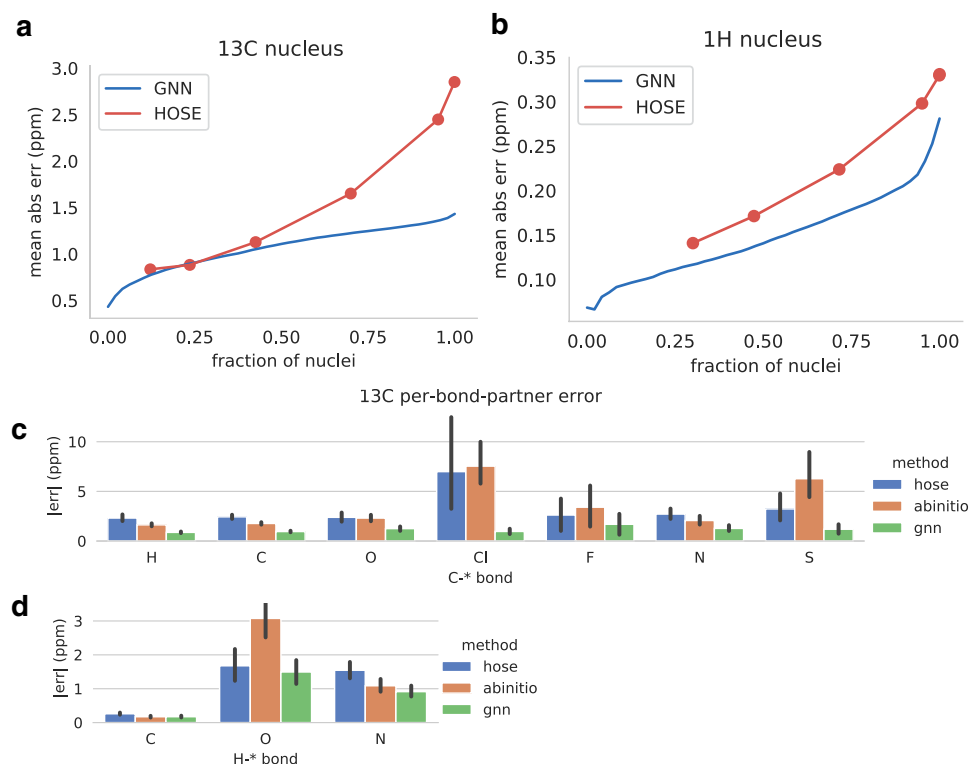 a
13C nucleus
3.0
2.5
2.0
1.5
1.0
0.5
mean abs err (ppm)
GNN
HOSE
0.00 0.25 0.50 0.75 1.00
fraction of nuclei
b
1H nucleus
0.35
0.30
0.25
0.20
0.15
0.10
mean abs err (ppm)
GNN
HOSE
0.00 0.25 0.50 0.75 1.00
fraction of nuclei
13C per-bond-partner error
c
10
5
0
|err| (ppm)
H C O Cl F N S
C-* bond
method
hose
abinitio
gnn
d
3
2
1
0
|err| (ppm)
C O N
H-* bond
method
hose
abinitio
gnn